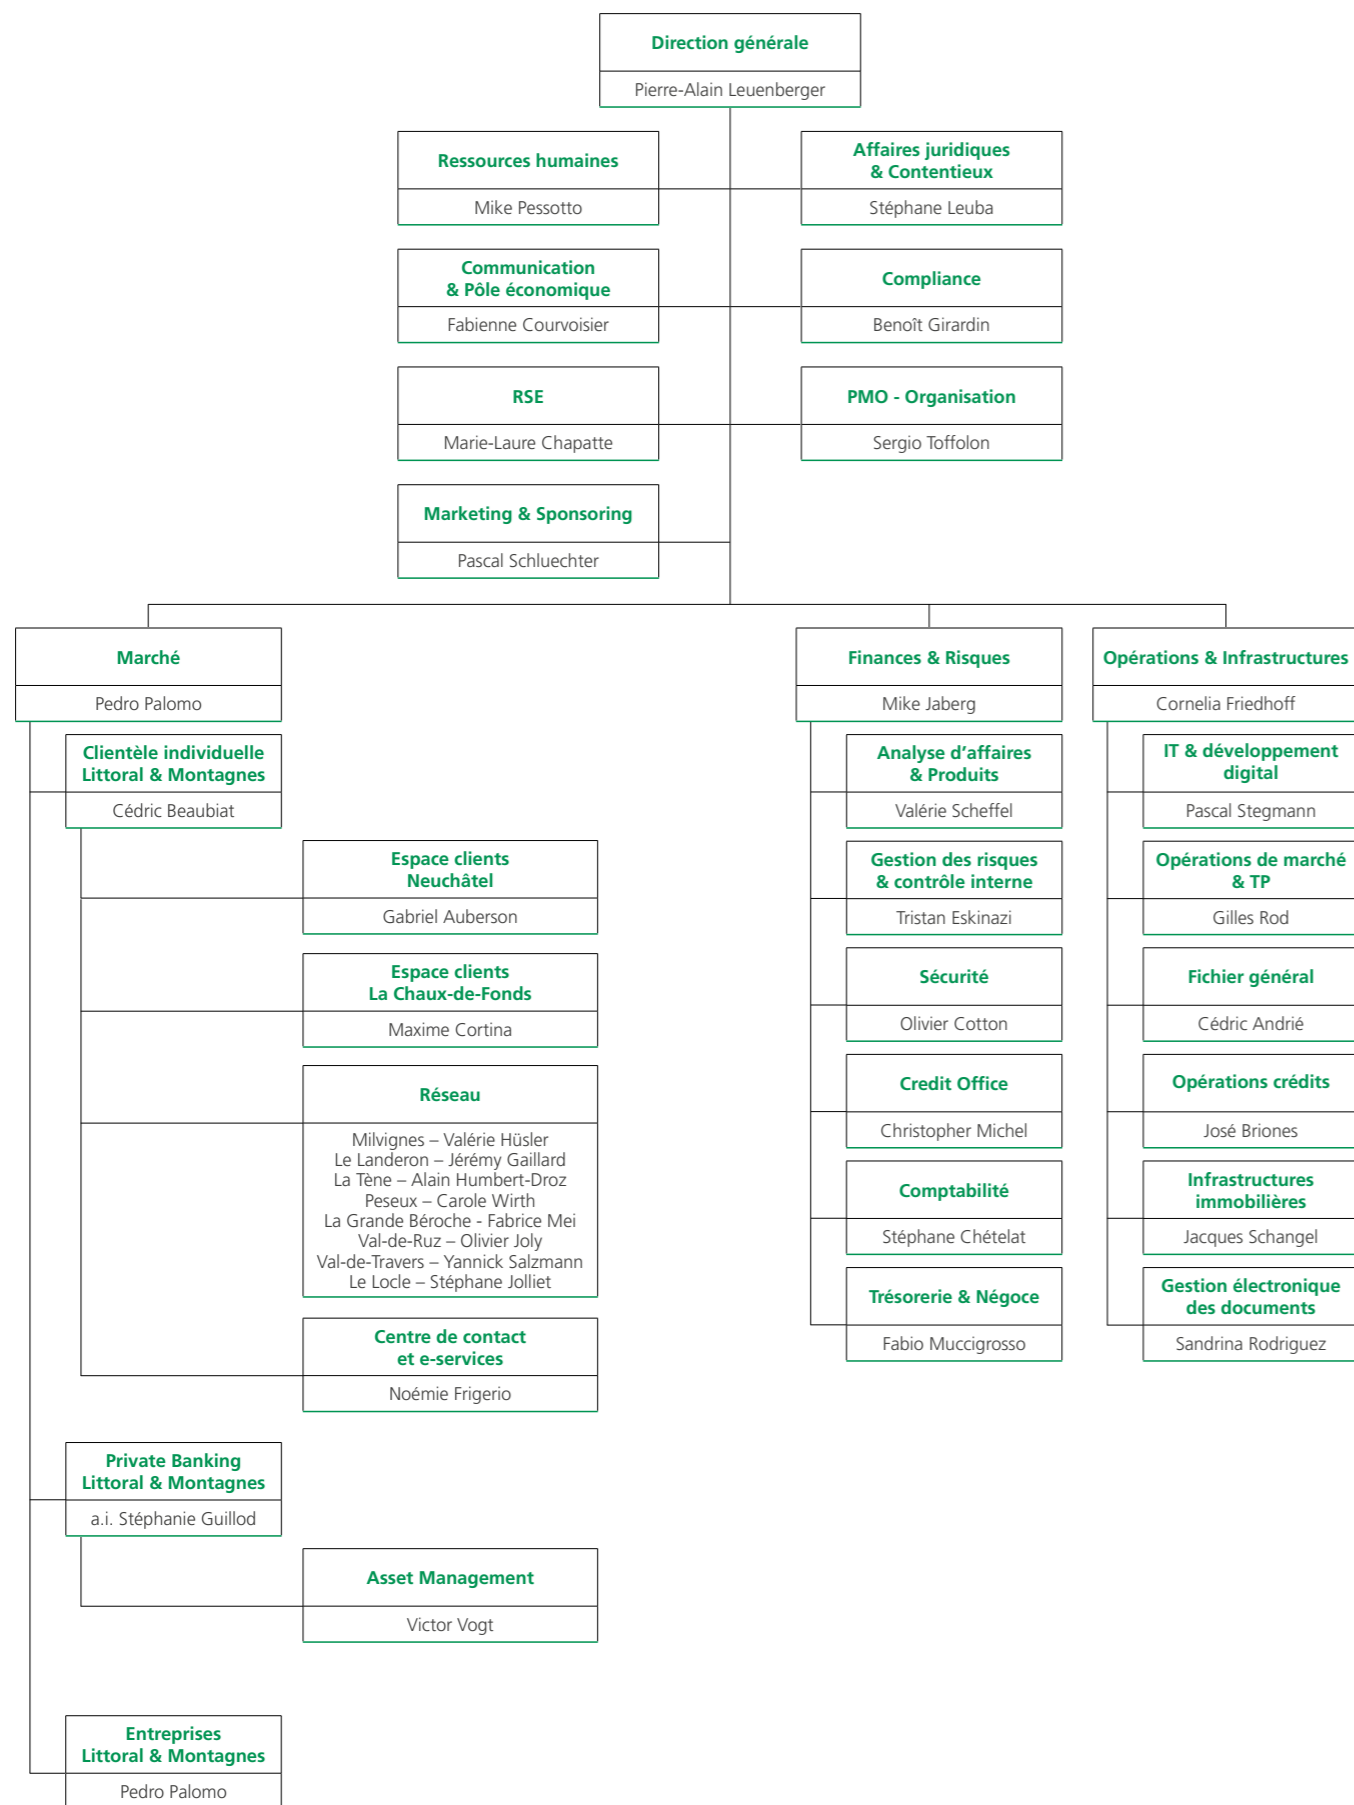 Direction générale
Pierre-Alain Leuenberger
Ressources humaines
Mike Pessotto
Affaires juridiques
& Contentieux
Stéphane Leuba
Communication
& Pôle économique
Fabienne Courvoisier
Compliance
Benoît Girardin
RSE
Marie-Laure Chapatte
PMO - Organisation
Sergio Toffolon
Marketing & Sponsoring
Pascal Schluechter
Marché
Pedro Palomo
Clientèle individuelle
Littoral & Montagnes
Cédric Beaubiat
Espace clients
Neuchâtel
Gabriel Auberson
Espace clients
La Chaux-de-Fonds
Maxime Cortina
Réseau
Milvignes – Valérie Hüsler
Le Landeron – Jérémy Gaillard
La Tène – Alain Humbert-Droz
Peseux – Carole Wirth
La Grande Béroche - Fabrice Mei
Val-de-Ruz – Olivier Joly
Val-de-Travers – Yannick Salzmann
Le Locle – Stéphane Jolliet
Centre de contact
et e-services
Noémie Frigerio
Private Banking
Littoral & Montagnes
a.i. Stéphanie Guillod
Asset Management
Victor Vogt
Entreprises
Littoral & Montagnes
Pedro Palomo
Finances & Risques
Mike Jaberg
Analyse d’affaires
& Produits
Valérie Scheffel
Gestion des risques
& contrôle interne
Tristan Eskinazi
Sécurité
Olivier Cotton
Credit Office
Christopher Michel
Comptabilité
Stéphane Chételat
Trésorerie & Négoce
Fabio Muccigrosso
Opérations & Infrastructures
Cornelia Friedhoff
IT & développement
digital
Pascal Stegmann
Opérations de marché
& TP
Gilles Rod
Fichier général
Cédric Andrié
Opérations crédits
José Briones
Infrastructures
immobilières
Jacques Schangel
Gestion électronique
des documents
Sandrina Rodriguez